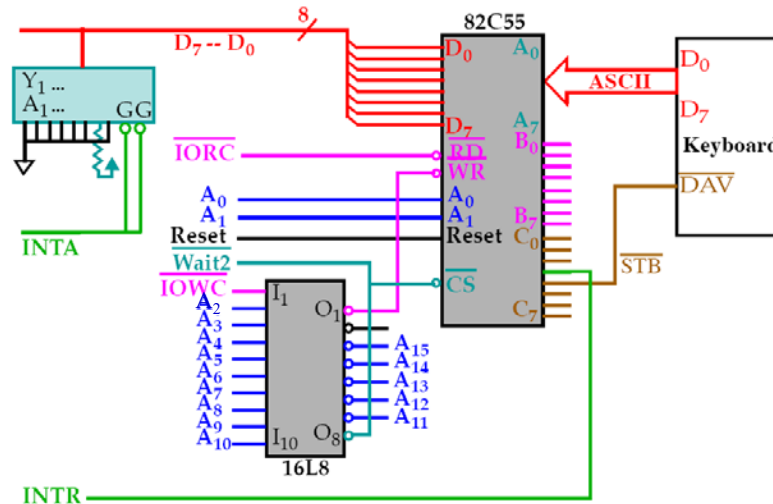 82C55
8
D7 -- D0
D0
A0
D0
ASCII
Y1...
A1...
GG
D7
D7
A7
B0
Keyboard
IORC
RD
WR
DAV
A0
A0
A1
A1
B7
Reset
Reset
C0
INTA
Wait2
STB
CS
IOWC
I1
O1
C7
A2
A3
A4
A5
A6
A7
A8
A9
A10
A15
A14
A13
A12
A11
I10
O8
16L8
INTR